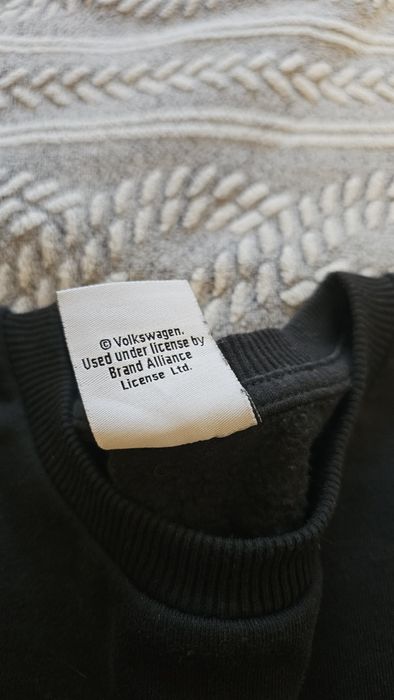 © Volkswagen.
Used under license by
Brand Alliance
License Ltd.